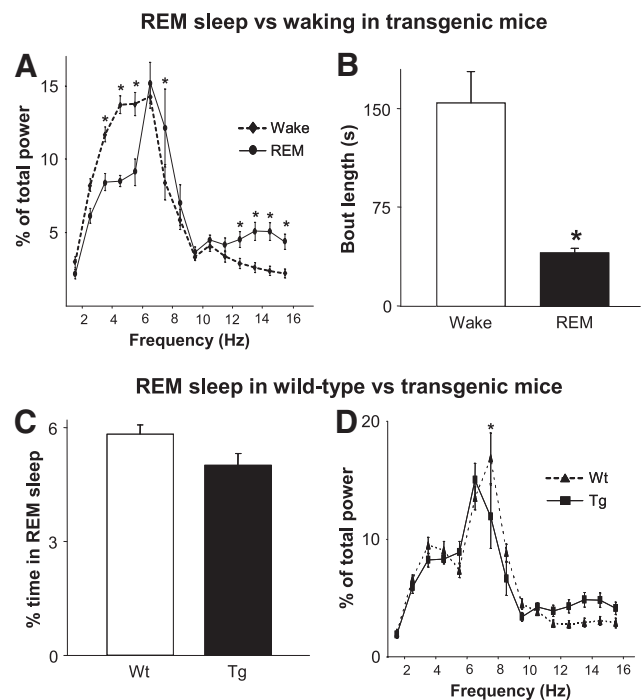 REM sleep vs waking in transgenic mice
A
B
15
10
5
% of total power
* * * * * * * *
Wake
REM
2 4 6 8 10 12 14 16
Frequency (Hz)
150
75
0
Bout length (s)
*
Wake REM
REM sleep in wild-type vs transgenic mice
C
D
6
3
0
% time in REM sleep
Wt Tg
20
10
0
% of total power
*
Wt
Tg
2 4 6 8 10 12 14 16
Frequency (Hz)